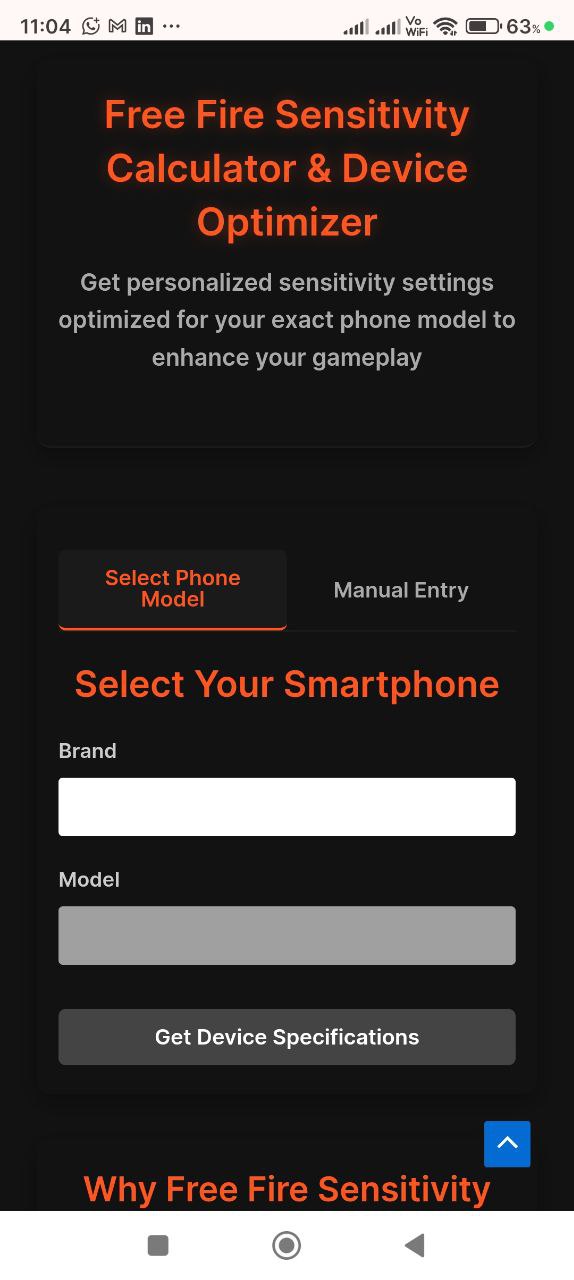 11:04 ... Vo WiFi 63%
Free Fire Sensitivity
Calculator & Device
Optimizer
Get personalized sensitivity settings
optimized for your exact phone model to
enhance your gameplay
Select Phone
Model
Manual Entry
Select Your Smartphone
Brand
Model
Get Device Specifications
Why Free Fire Sensitivity